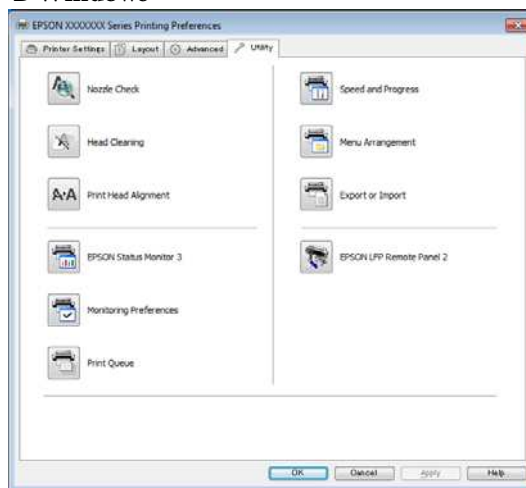 EPSON XXXXXXX Series Printing Preferences
Printer Settings Layout Advanced Utility
Nozzle Check
Speed and Progress
Head Cleaning
Menu Arrangement
Print Head Alignment
Export or Import
EPSON Status Monitor 3
EPSON LFP Remote Panel 2
Monitoring Preferences
Print Queue
OK Cancel Apply Help